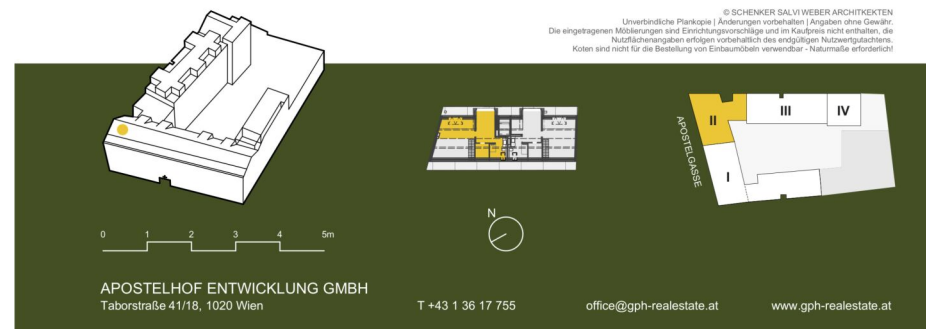 © SCHENKER SALVI WEBER ARCHITKEKTEN
Unverbindliche Plankopie | Änderungen vorbehalten | Angaben ohne Gewähr.
Die eingetragenen Möblierungen sind Einrichtungsvorschläge und im Kaufpreis nicht enthalten, die
Nutzflächenangaben erfolgen vorbehaltlich des endgültigen Nutzwertgutachtens.
Koten sind nicht für die Bestellung von Einbaumöbeln verwendbar - Naturmaße erforderlich!
II
III
IV
I
APOSTELGASSE
N
0 1 2 3 4 5m
APOSTELHOF ENTWICKLUNG GMBH
Taborstraße 41/18, 1020 Wien T +43 1 36 17 755 office@gph-realestate.at www.gph-realestate.at